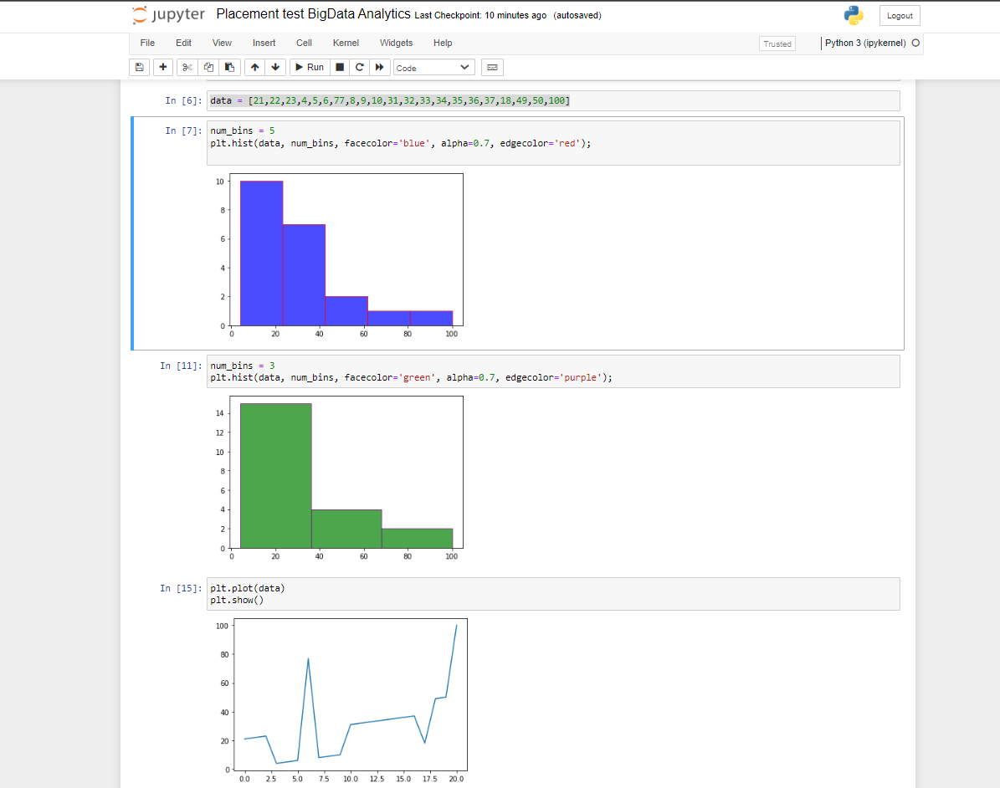 jupyter Placement test BigData Analytics Last Checkpoint: 10 minutes ago (autosaved) Logout
File Edit View Insert Cell Kernel Widgets Help Trusted Python 3 (ipykernel)
Run Code
In [6]: data = [21,22,23,4,5,6,77,8,9,10,31,32,33,34,35,36,37,18,49,50,100]
In [7]: num_bins = 5
plt.hist(data, num_bins, facecolor='blue', alpha=0.7, edgecolor='red');
10
8
6
4
2
0
0 20 40 60 80 100
In [11]: num_bins = 3
plt.hist(data, num_bins, facecolor='green', alpha=0.7, edgecolor='purple');
14
12
10
8
6
4
2
0
0 20 40 60 80 100
In [15]: plt.plot(data)
plt.show()
100
80
60
40
20
0
0.0 2.5 5.0 7.5 10.0 12.5 15.0 17.5 20.0